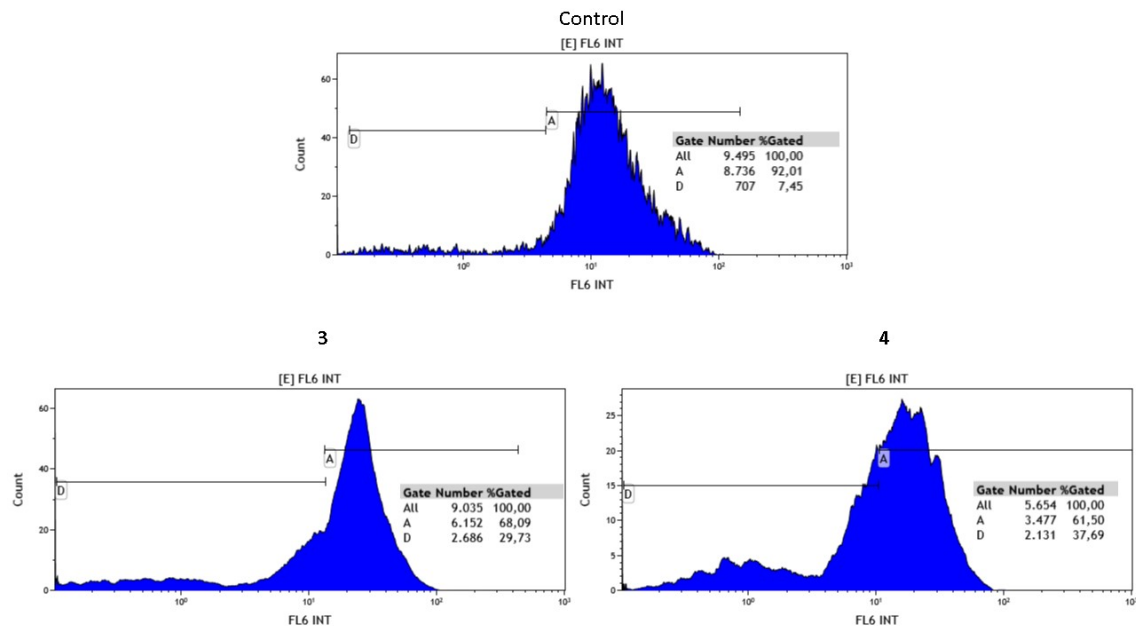 Control
[E] FL6 INT
60
40
20
0
Count
D
A
Gate Number %Gated
All 9.495 100,00
A 8.736 92,01
D 707 7,45
10⁰ 10¹ 10² 10³
FL6 INT
3
[E] FL6 INT
60
40
20
0
Count
D
A
Gate Number %Gated
All 9.035 100,00
A 6.152 68,09
D 2.686 29,73
10⁰ 10¹ 10² 10³
FL6 INT
4
[E] FL6 INT
25
20
15
10
5
0
Count
D
A
Gate Number %Gated
All 5.654 100,00
A 3.477 61,50
D 2.131 37,69
10⁰ 10¹ 10² 10³
FL6 INT